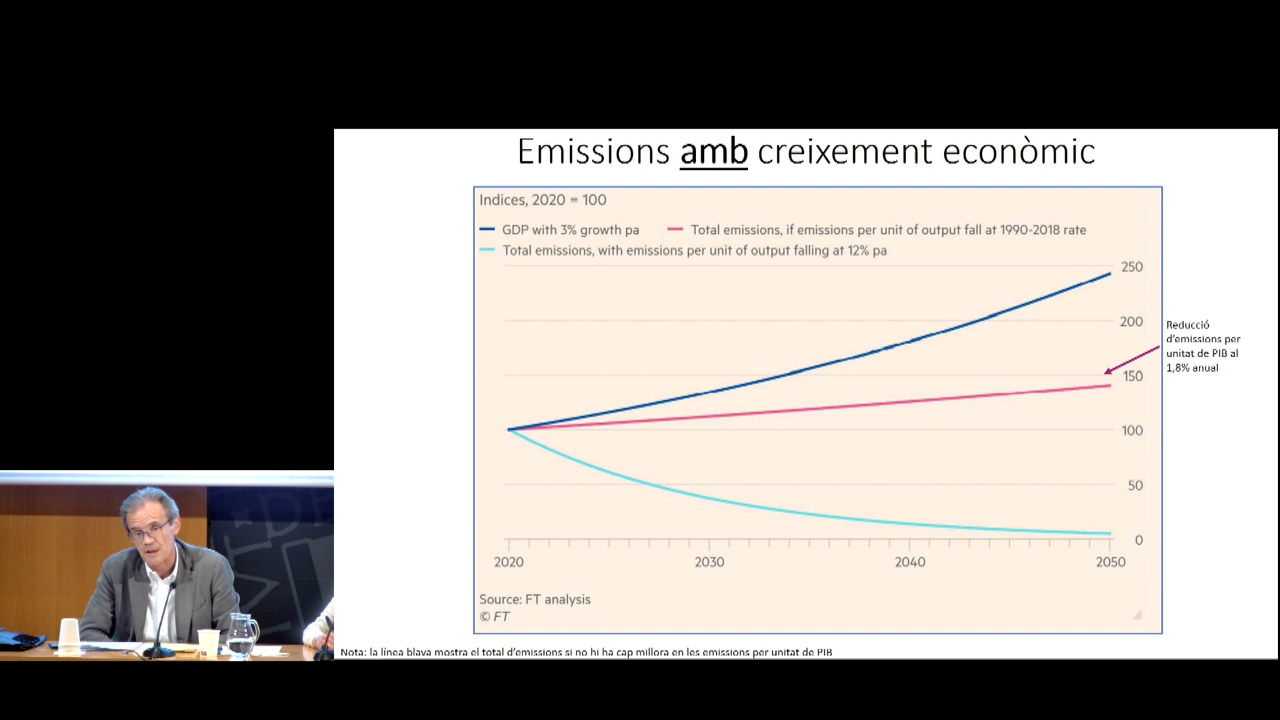 Emissions amb creixement econòmic
Indices, 2020 = 100
GDP with 3% growth pa
Total emissions, if emissions per unit of output fall at 1990-2018 rate
Total emissions, with emissions per unit of output falling at 12% pa
250
200
150
100
50
0
2020
2030
2040
2050
Reducció
d'emissions per
unitat de PIB al
1,8% anual
Source: FT analysis
© FT
Nota: la línea blava mostra el total d'emissions si no hi ha cap millora en les emissions per unitat de PIB